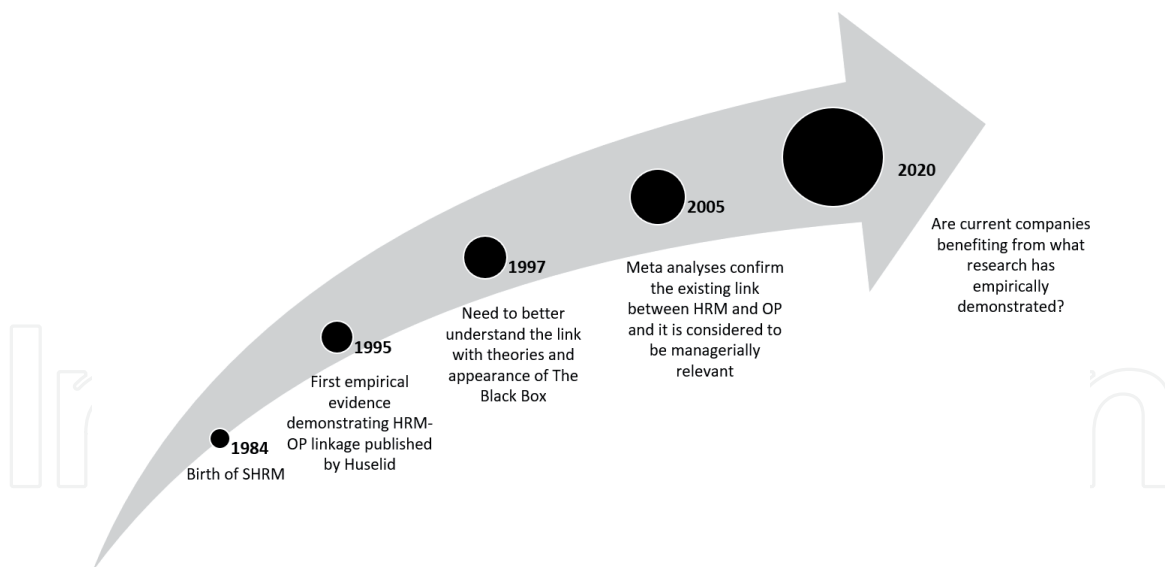 1984
Birth of SHRM
1995
First empirical
evidence
demonstrating HRM-
OP linkage published
by Huselid
1997
Need to better
understand the link
with theories and
appearance of The
Black Box
2005
Meta analyses confirm
the existing link
between HRM and OP
and it is considered to
be managerially
relevant
2020
Are current companies
benefiting from what
research has
empirically
demonstrated?